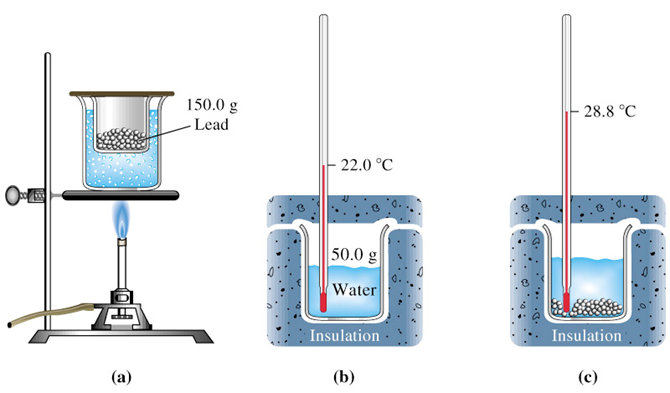 150.0 g
Lead
22.0 °C
28.8 °C
50.0 g
Water
Insulation
Insulation
(a)
(b)
(c)